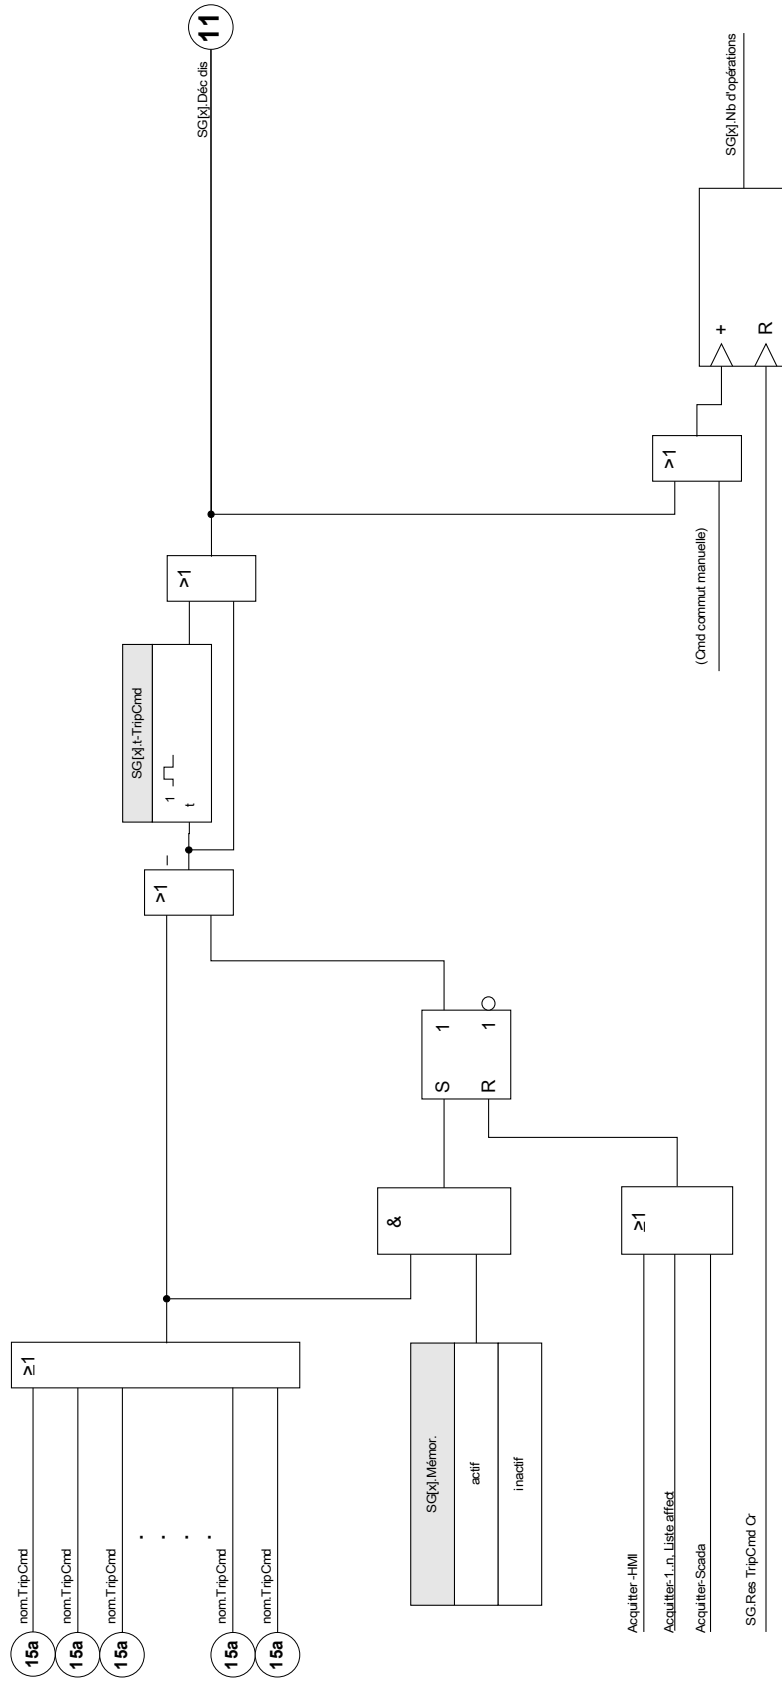 15a
nom.TripCmd
15a
nom.TripCmd
15a
nom.TripCmd
. . . .
15a
nom.TripCmd
15a
nom.TripCmd
≥1
SG[x].Mémor.
actif
inactif
&
S 1
R 1
Acquitter -HMI
Acquitter-1..n, Liste affect
Acquitter-Scada
≥1
SG.Res TripCmd Cr
>1
SG[x].t-TripCmd
1
t
>1
SG[x].Déc dis
11
(Cmd commut manuelle)
>1
+
R
SG[x].Nb d'opérations